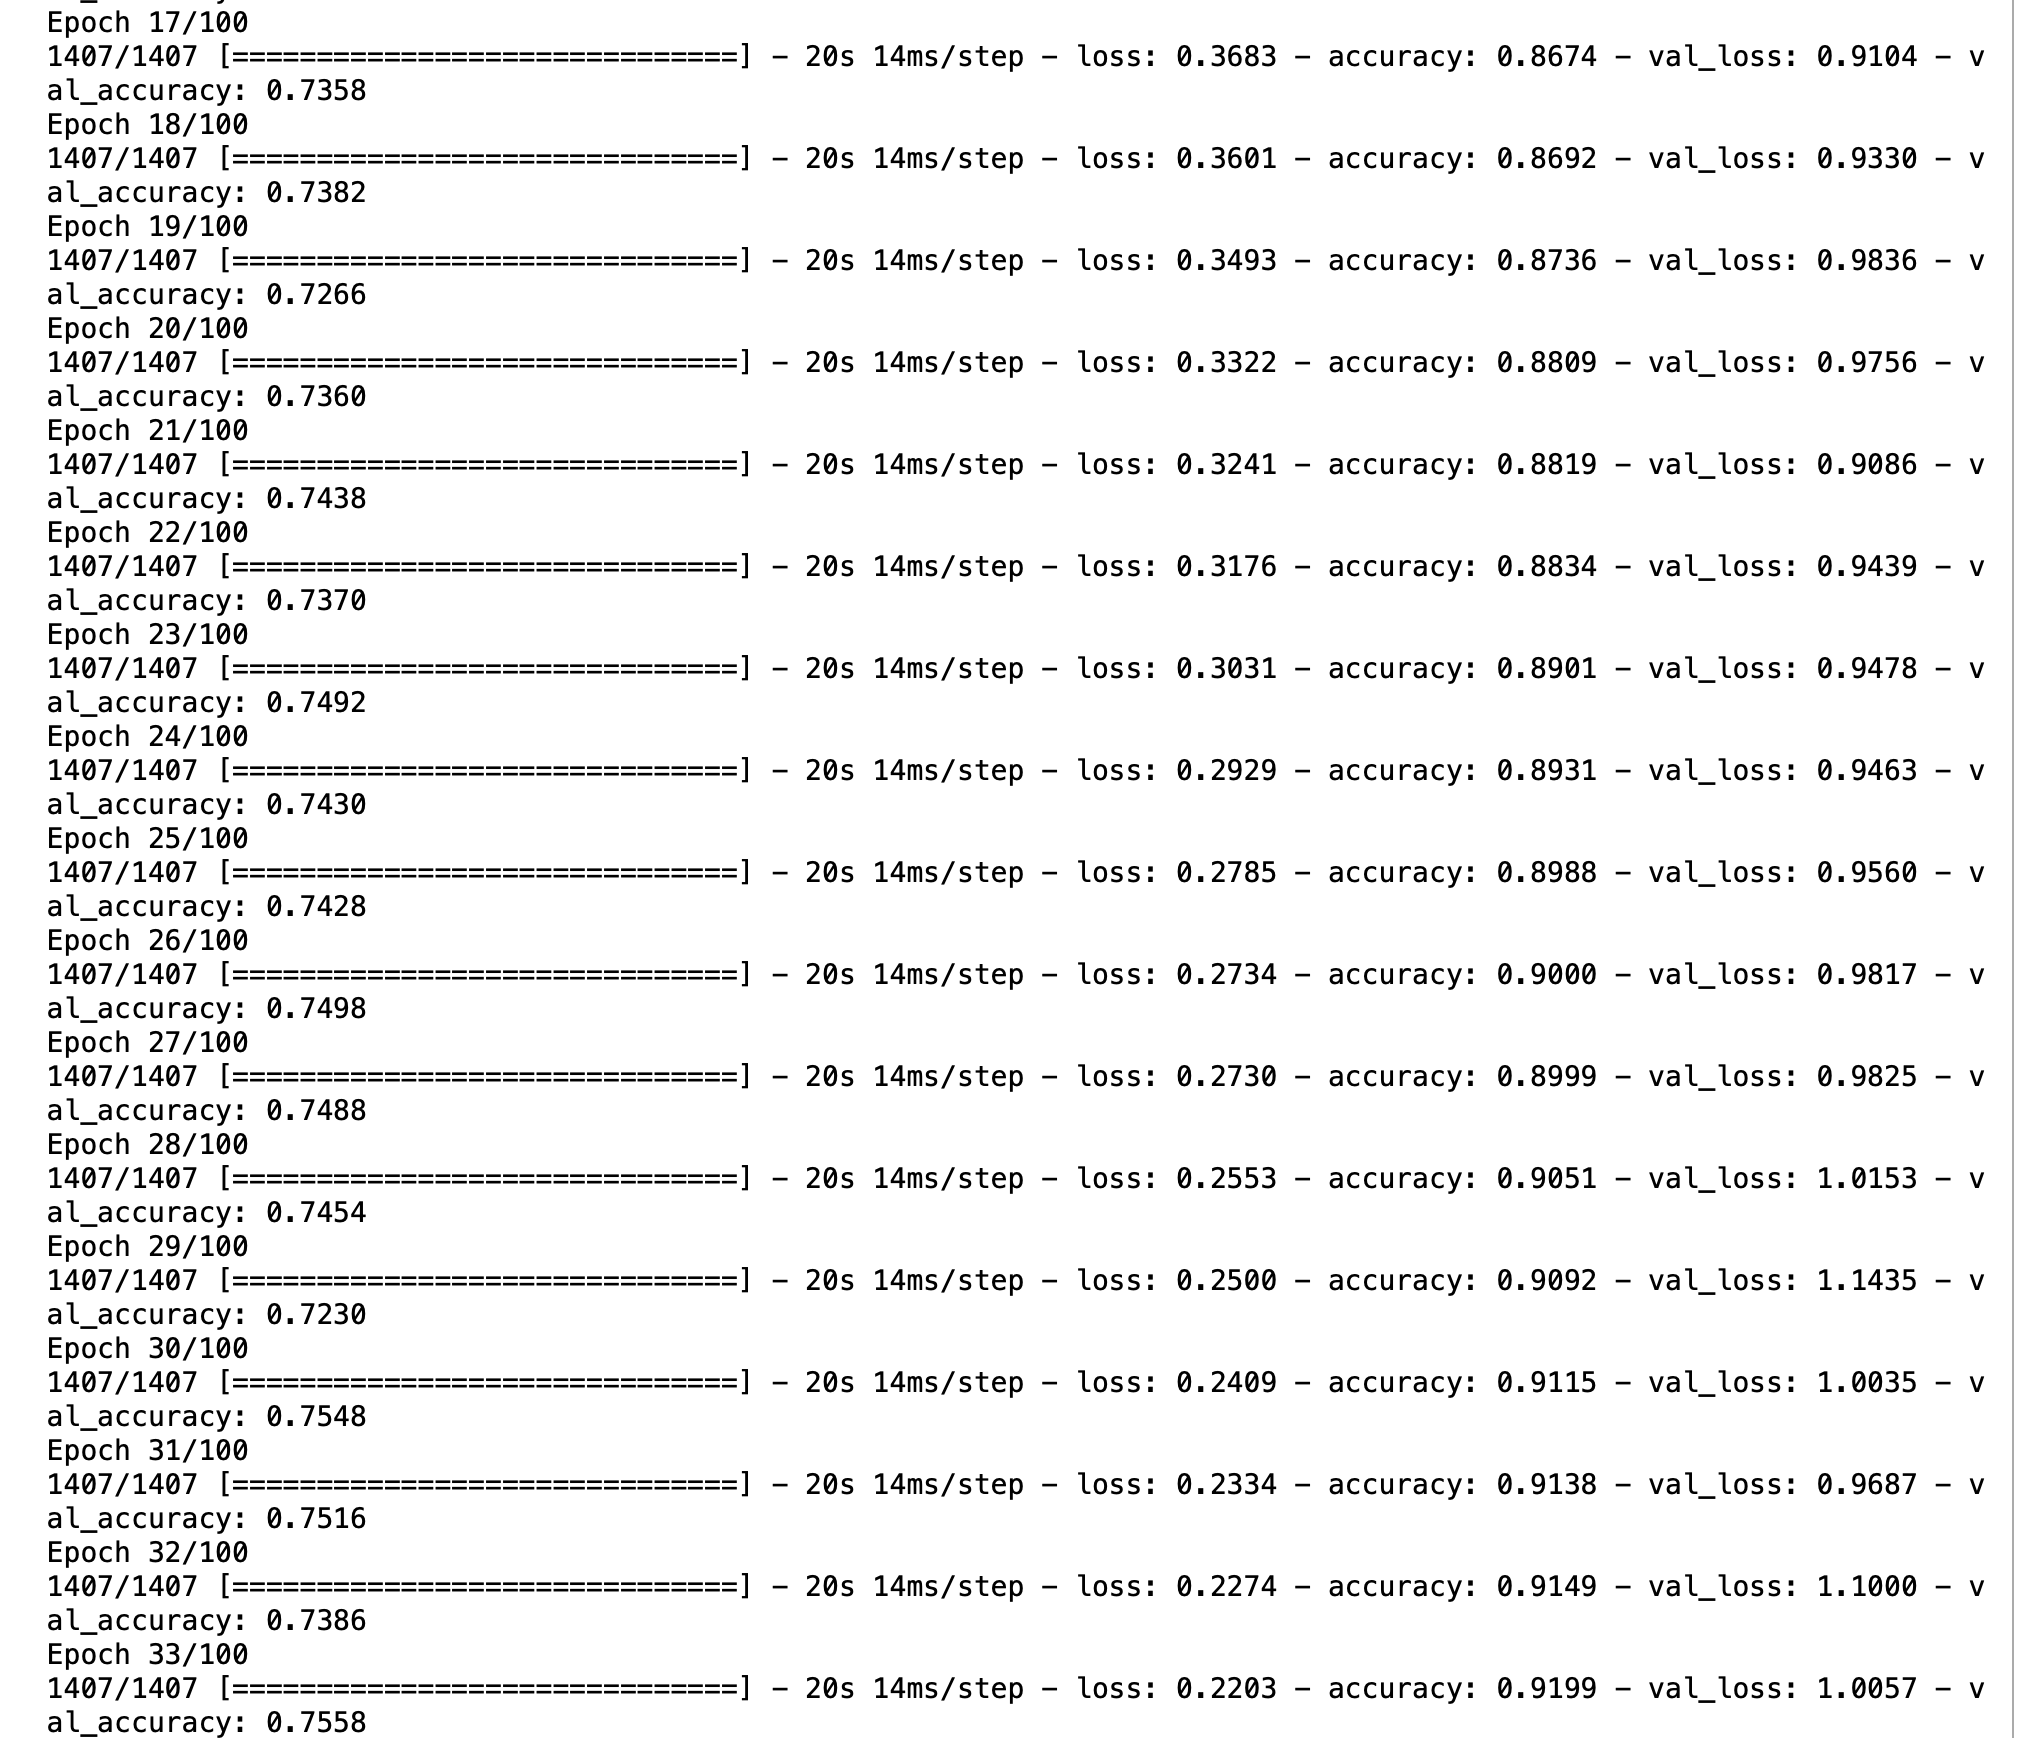 Epoch 17/100
1407/1407 [==============================] - 20s 14ms/step - loss: 0.3683 - accuracy: 0.8674 - val_loss: 0.9104 - v
al_accuracy: 0.7358
Epoch 18/100
1407/1407 [==============================] - 20s 14ms/step - loss: 0.3601 - accuracy: 0.8692 - val_loss: 0.9330 - v
al_accuracy: 0.7382
Epoch 19/100
1407/1407 [==============================] - 20s 14ms/step - loss: 0.3493 - accuracy: 0.8736 - val_loss: 0.9836 - v
al_accuracy: 0.7266
Epoch 20/100
1407/1407 [==============================] - 20s 14ms/step - loss: 0.3322 - accuracy: 0.8809 - val_loss: 0.9756 - v
al_accuracy: 0.7360
Epoch 21/100
1407/1407 [==============================] - 20s 14ms/step - loss: 0.3241 - accuracy: 0.8819 - val_loss: 0.9086 - v
al_accuracy: 0.7438
Epoch 22/100
1407/1407 [==============================] - 20s 14ms/step - loss: 0.3176 - accuracy: 0.8834 - val_loss: 0.9439 - v
al_accuracy: 0.7370
Epoch 23/100
1407/1407 [==============================] - 20s 14ms/step - loss: 0.3031 - accuracy: 0.8901 - val_loss: 0.9478 - v
al_accuracy: 0.7492
Epoch 24/100
1407/1407 [==============================] - 20s 14ms/step - loss: 0.2929 - accuracy: 0.8931 - val_loss: 0.9463 - v
al_accuracy: 0.7430
Epoch 25/100
1407/1407 [==============================] - 20s 14ms/step - loss: 0.2785 - accuracy: 0.8988 - val_loss: 0.9560 - v
al_accuracy: 0.7428
Epoch 26/100
1407/1407 [==============================] - 20s 14ms/step - loss: 0.2734 - accuracy: 0.9000 - val_loss: 0.9817 - v
al_accuracy: 0.7498
Epoch 27/100
1407/1407 [==============================] - 20s 14ms/step - loss: 0.2730 - accuracy: 0.8999 - val_loss: 0.9825 - v
al_accuracy: 0.7488
Epoch 28/100
1407/1407 [==============================] - 20s 14ms/step - loss: 0.2553 - accuracy: 0.9051 - val_loss: 1.0153 - v
al_accuracy: 0.7454
Epoch 29/100
1407/1407 [==============================] - 20s 14ms/step - loss: 0.2500 - accuracy: 0.9092 - val_loss: 1.1435 - v
al_accuracy: 0.7230
Epoch 30/100
1407/1407 [==============================] - 20s 14ms/step - loss: 0.2409 - accuracy: 0.9115 - val_loss: 1.0035 - v
al_accuracy: 0.7548
Epoch 31/100
1407/1407 [==============================] - 20s 14ms/step - loss: 0.2334 - accuracy: 0.9138 - val_loss: 0.9687 - v
al_accuracy: 0.7516
Epoch 32/100
1407/1407 [==============================] - 20s 14ms/step - loss: 0.2274 - accuracy: 0.9149 - val_loss: 1.1000 - v
al_accuracy: 0.7386
Epoch 33/100
1407/1407 [==============================] - 20s 14ms/step - loss: 0.2203 - accuracy: 0.9199 - val_loss: 1.0057 - v
al_accuracy: 0.7558